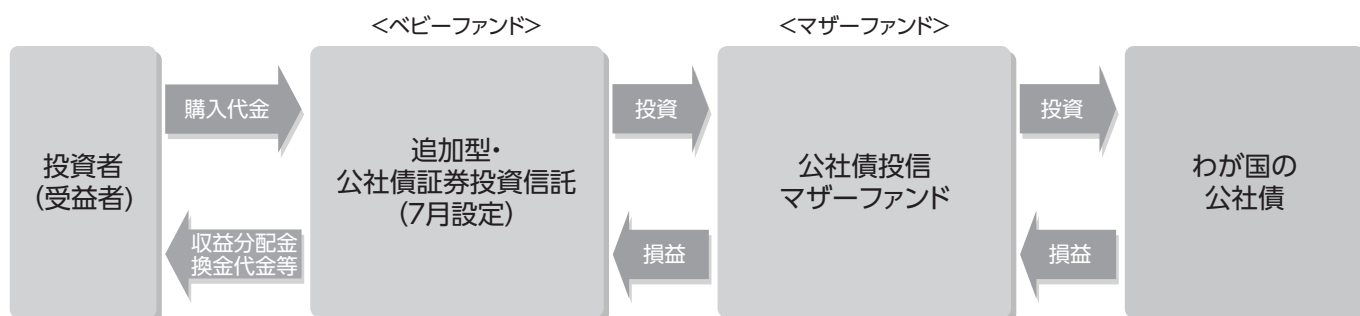 <ベビーファンド>
<マザーファンド>
投資者
(受益者)
購入代金
収益分配金
換金代金等
追加型・
公社債証券投資信託
(7月設定)
投資
損益
公社債投信
マザーファンド
投資
損益
わが国の
公社債